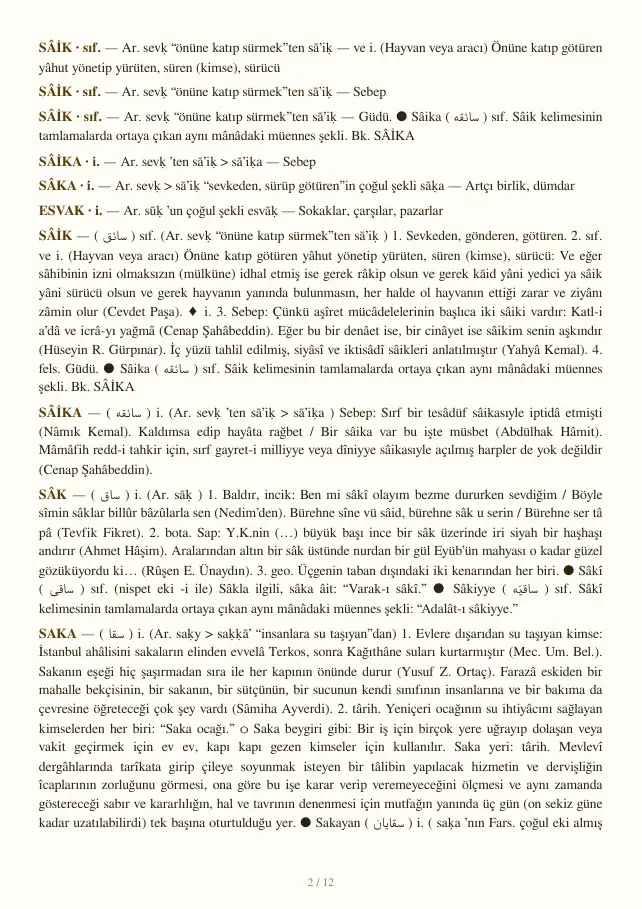 SÂİK · sıf. — Ar. sevḳ “önüne katıp sürmek”ten sāʼiḳ — ve i. (Hayvan veya aracı) Önüne katıp götüren
yâhut yönetip yürüten, süren (kimse), sürücü
SÂİK · sıf. — Ar. sevḳ “önüne katıp sürmek”ten sāʼiḳ — Sebep
SÂİK · sıf. — Ar. sevḳ “önüne katıp sürmek”ten sāʼiḳ — Güdü. ● Sâika ( سائقه ) sıf. Sâik kelimesinin
tamlamalarda ortaya çıkan aynı mânâdaki müennes şekli. Bk. SÂİKA
SÂİKA · i. — Ar. sevḳ ’ten sāʼiḳ > sāʼiḳa — Sebep
SÂKA · i. — Ar. sevḳ > sāʼiḳ “sevkeden, sürüp götüren”in çoğul şekli sāḳa — Artçı birlik, dümdar
ESVAK · i. — Ar. sūḳ ’un çoğul şekli esvāḳ — Sokaklar, çarşılar, pazarlar
SÂİK — ( سائق ) sıf. (Ar. sevḳ “önüne katıp sürmek”ten sāʼiḳ ) 1. Sevkeden, gönderen, götüren. 2. sıf.
ve i. (Hayvan veya aracı) Önüne katıp götüren yâhut yönetip yürüten, süren (kimse), sürücü: Ve eğer
sâhibinin izni olmaksızın (mülküne) idhal etmiş ise gerek râkip olsun ve gerek kāid yâni yedici ya sâik
yâni sürücü olsun ve gerek hayvanın yanında bulunmasın, her halde ol hayvanın ettiği zarar ve ziyânı
zâmin olur (Cevdet Paşa). ♦ i. 3. Sebep: Çünkü aşîret mücâdelelerinin başlıca iki sâiki vardır: Katl-i
a’dâ ve icrâ-yı yağmâ (Cenap Şahâbeddin). Eğer bu bir denâet ise, bir cinâyet ise sâikim senin aşkındır
(Hüseyin R. Gürpınar). İç yüzü tahlil edilmiş, siyâsî ve iktisâdî sâikleri anlatılmıştır (Yahyâ Kemal). 4.
fels. Güdü. ● Sâika ( سائقه ) sıf. Sâik kelimesinin tamlamalarda ortaya çıkan aynı mânâdaki müennes
şekli. Bk. SÂİKA
SÂİKA — ( سائقه ) i. (Ar. sevḳ ’ten sāʼiḳ > sāʼiḳa ) Sebep: Sırf bir tesâdüf sâikasıyle iptidâ etmişti
(Nâmık Kemal). Kaldımsa edip hayâta rağbet / Bir sâika var bu işte müsbet (Abdülhak Hâmit).
Mâmâfih redd-i tahkir için, sırf gayret-i milliyye veya dîniyye sâikasıyle açılmış harpler de yok değildir
(Cenap Şahâbeddin).
SÂK — ( ساق ) i. (Ar. sāḳ ) 1. Baldır, incik: Ben mi sâkî olayım bezme dururken sevdiğim / Böyle
sîmin sâklar billûr bâzûlarla sen (Nedim’den). Bürehne sîne vü sâid, bürehne sâk u serin / Bürehne ser tâ
pâ (Tevfik Fikret). 2. bota. Sap: Y.K.nin (…) büyük başı ince bir sâk üzerinde iri siyah bir haşhaşı
andırır (Ahmet Hâşim). Aralarından altın bir sâk üstünde nurdan bir gül Eyüb’ün mahyası o kadar güzel
gözüküyordu ki… (Rûşen E. Ünaydın). 3. geo. Üçgenin taban dışındaki iki kenarından her biri. ● Sâkî
( ساقى ) sıf. (nispet eki -i ile) Sâkla ilgili, sâka âit: “Varak-ı sâkî.” ● Sâkiyye ( ساقيّه ) sıf. Sâkî
kelimesinin tamlamalarda ortaya çıkan aynı mânâdaki müennes şekli: “Adalât-ı sâkiyye.”
SAKA — ( سقا ) i. (Ar. saḳy > saḳḳāʼ “insanlara su taşıyan”dan) 1. Evlere dışarıdan su taşıyan kimse:
İstanbul ahâlisini sakaların elinden evvelâ Terkos, sonra Kağıthâne suları kurtarmıştır (Mec. Um. Bel.).
Sakanın eşeği hiç şaşırmadan sıra ile her kapının önünde durur (Yusuf Z. Ortaç). Farazâ eskiden bir
mahalle bekçisinin, bir sakanın, bir sütçünün, bir sucunun kendi sınıfının insanlarına ve bir bakıma da
çevresine öğreteceği çok şey vardı (Sâmiha Ayverdi). 2. târih. Yeniçeri ocağının su ihtiyâcını sağlayan
kimselerden her biri: “Saka ocağı.” ○ Saka beygiri gibi: Bir iş için birçok yere uğrayıp dolaşan veya
vakit geçirmek için ev ev, kapı kapı gezen kimseler için kullanılır. Saka yeri: târih. Mevlevî
dergâhlarında tarîkata girip çileye soyunmak isteyen bir tâlibin yapılacak hizmetin ve dervişliğin
îcaplarının zorluğunu görmesi, ona göre bu işe karar verip veremeyeceğini ölçmesi ve aynı zamanda
göstereceği sabır ve kararlılığın, hal ve tavrının denenmesi için mutfağın yanında üç gün (on sekiz güne
kadar uzatılabilirdi) tek başına oturtulduğu yer. ● Sakayan ( سقايان ) i. ( saḳa ’nın Fars. çoğul eki almış
2 / 12